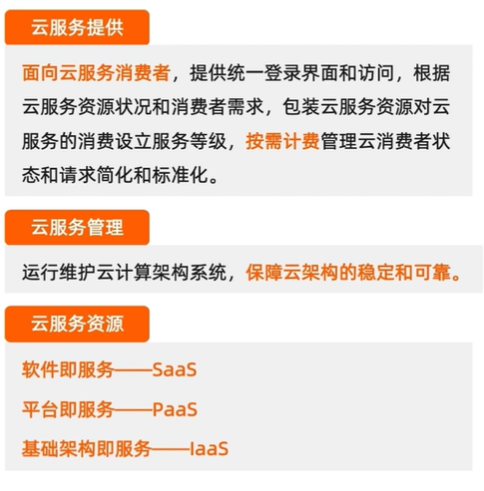 云服务提供
面向云服务消费者，提供统一登录界面和访问，根据
云服务资源状况和消费者需求，包装云服务资源对云
服务的消费设立服务等级，按需计费管理云消费者状
态和请求简化和标准化。
云服务管理
运行维护云计算架构系统，保障云架构的稳定和可靠。
云服务资源
软件即服务——SaaS
平台即服务——PaaS
基础架构即服务——IaaS